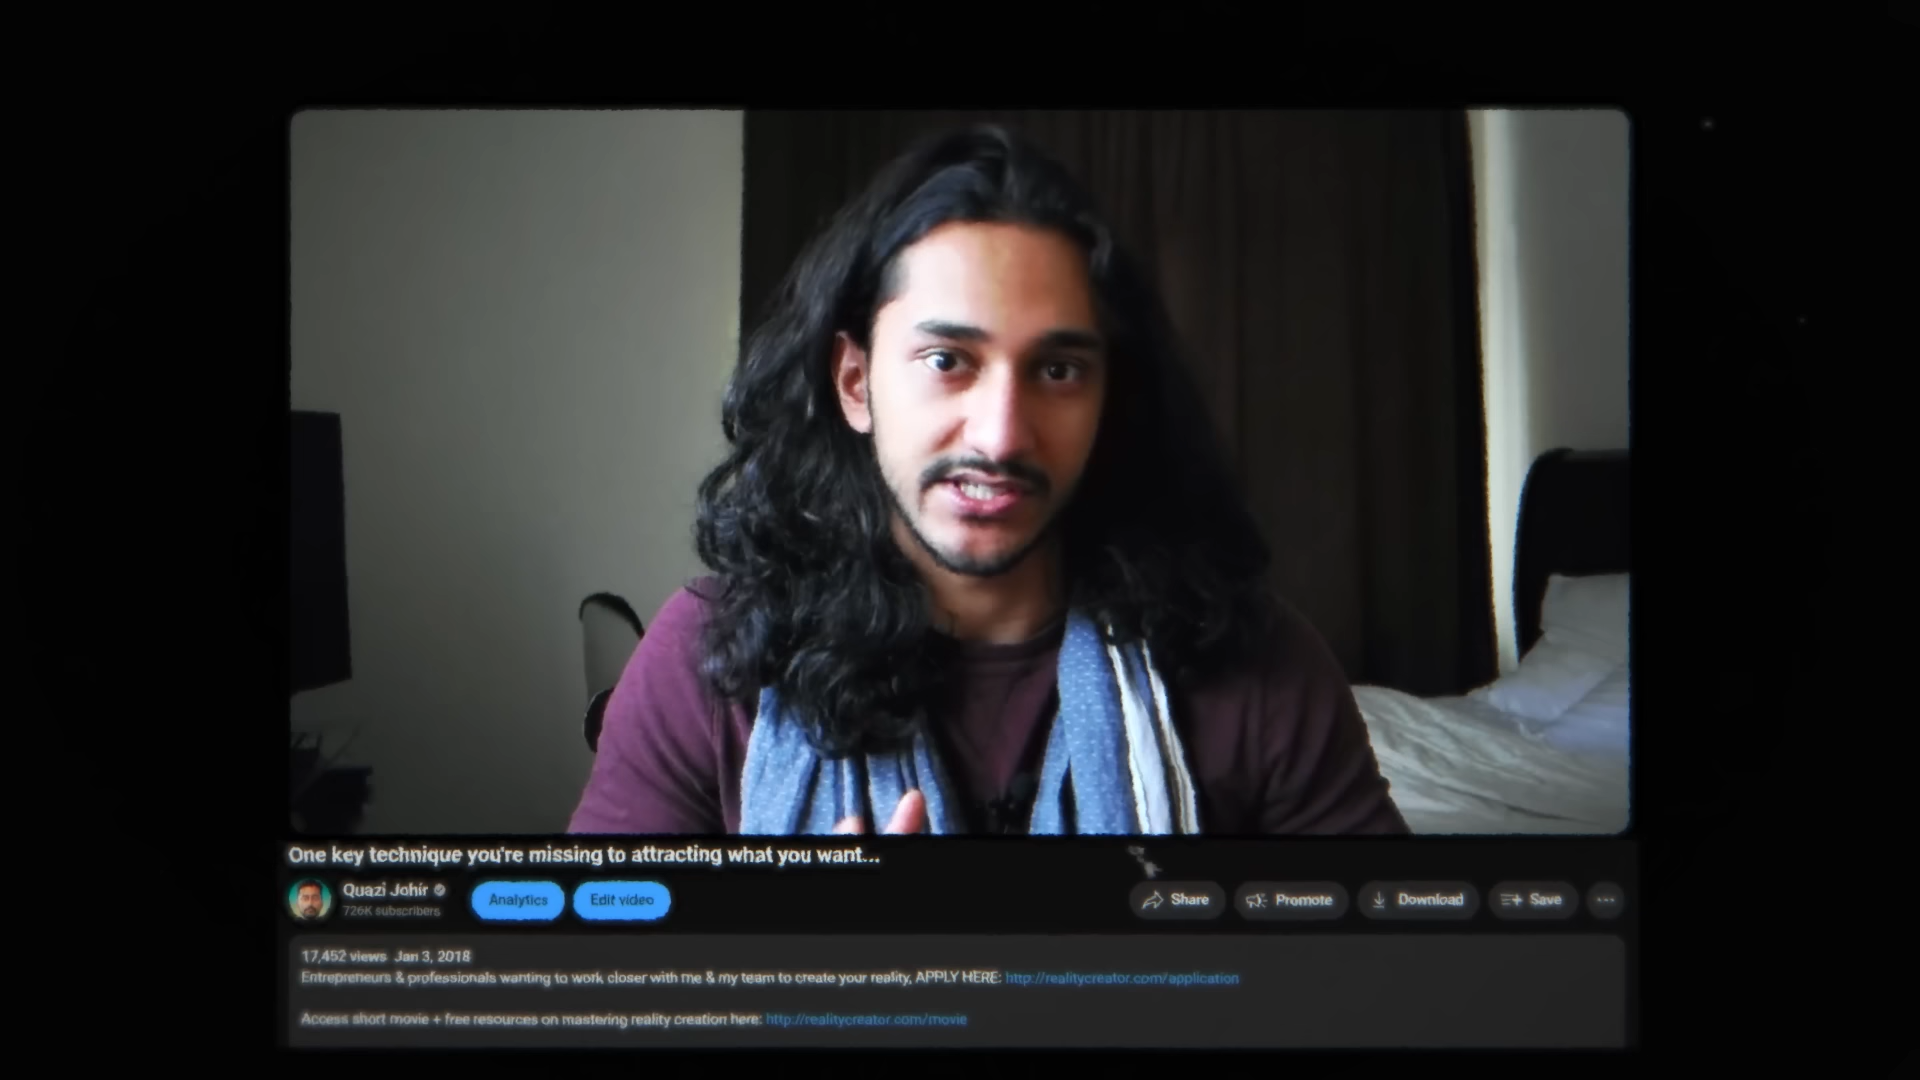 One key technique you're missing to attracting what you want...
Quazi Johir
726K subscribers
Analytics
Edit video
Share
Promote
Download
Save
17,452 views Jan 3, 2018
Entrepreneurs & professionals wanting to work closer with me & my team to create your reality, APPLY HERE: http://realitycreator.com/application
Access short movie + free resources on mastering reality creation here: http://realitycreator.com/movie